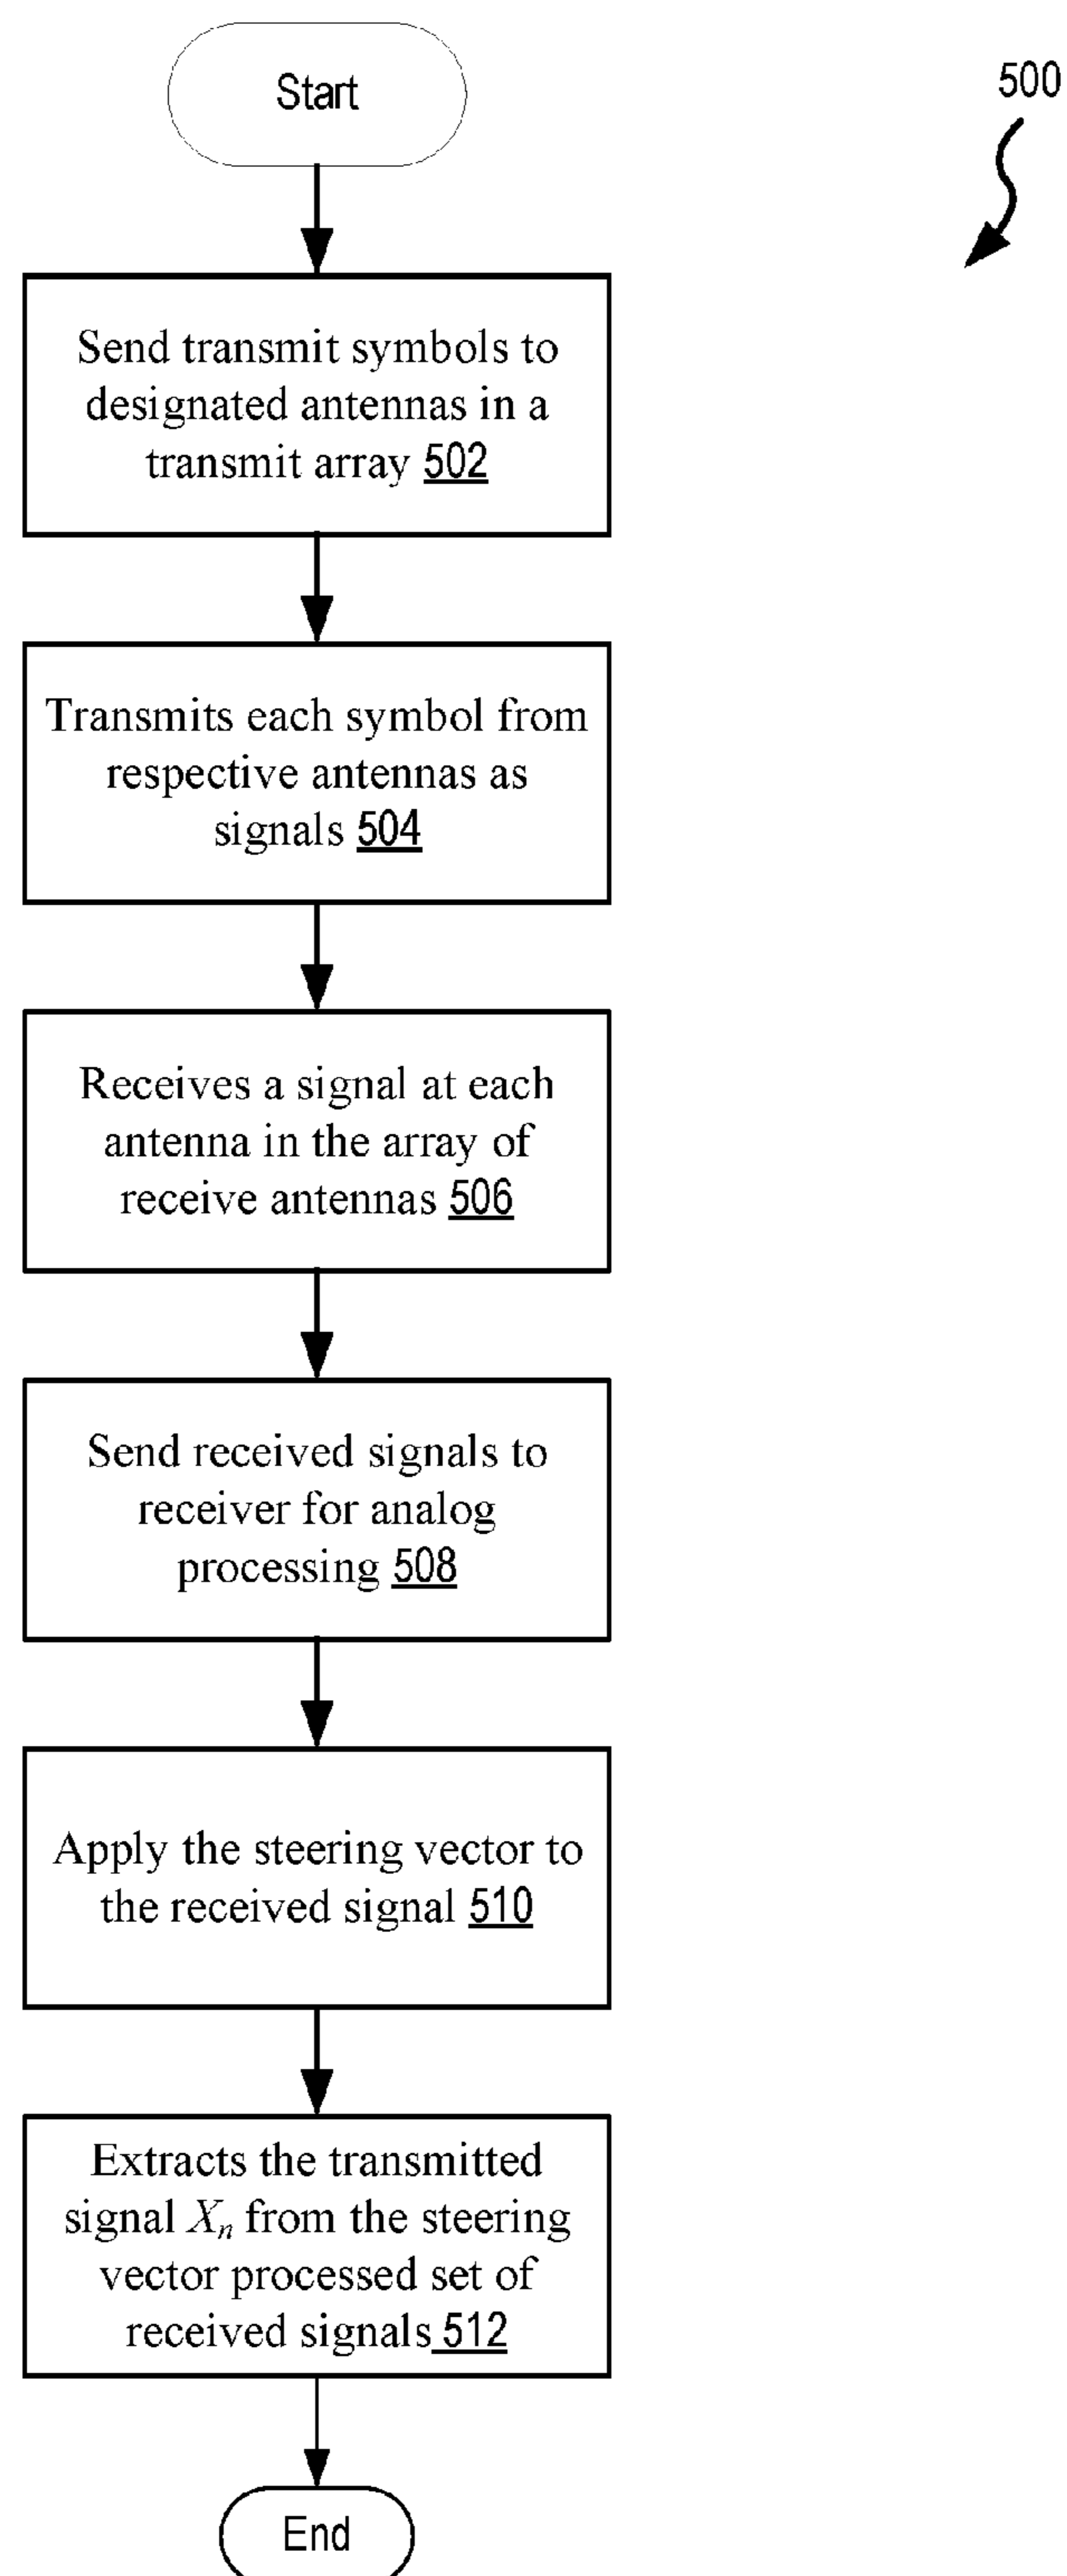 Start
500
Send transmit symbols to
designated antennas in a
transmit array 502
Transmits each symbol from
respective antennas as
signals 504
Receives a signal at each
antenna in the array of
receive antennas 506
Send received signals to
receiver for analog
processing 508
Apply the steering vector to
the received signal 510
Extracts the transmitted
signal Xn from the steering
vector processed set of
received signals 512
End